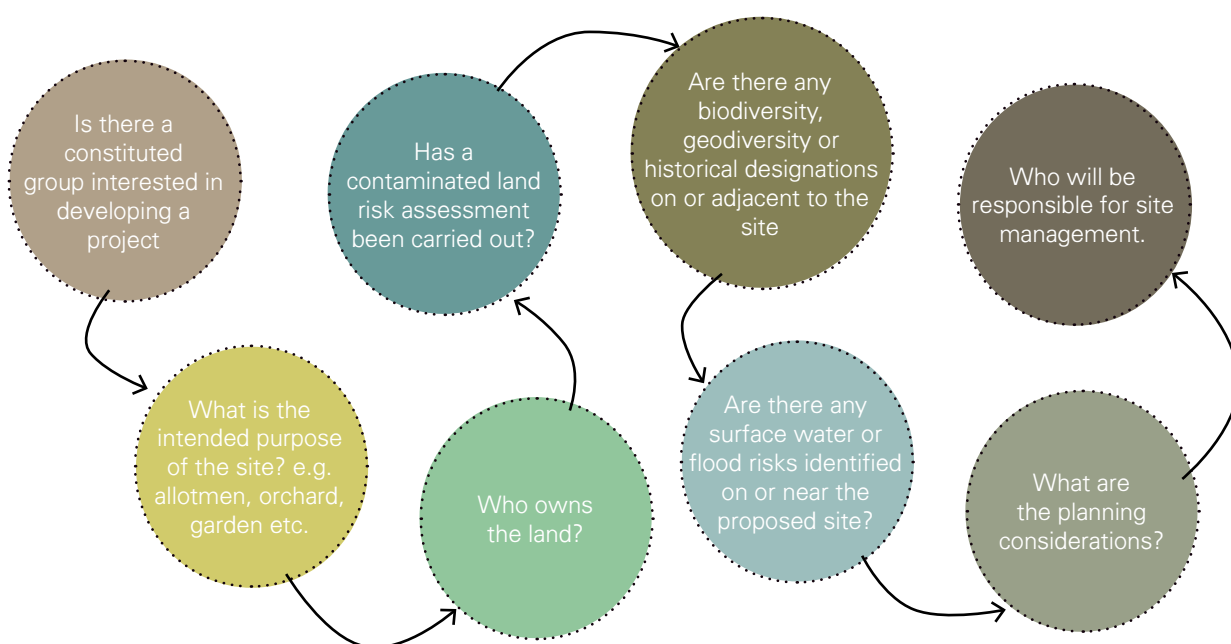 Is there a
constituted
group interested in
developing a
project
What is the
intended purpose
of the site? e.g.
allotmen, orchard,
garden etc.
Who owns
the land?
Has a
contaminated land
risk assessment
been carried out?
Are there any
biodiversity,
geodiversity or
historical designations
on or adjacent to the
site
Are there any
surface water or
flood risks identified
on or near the
proposed site?
What are
the planning
considerations?
Who will be
responsible for site
management.